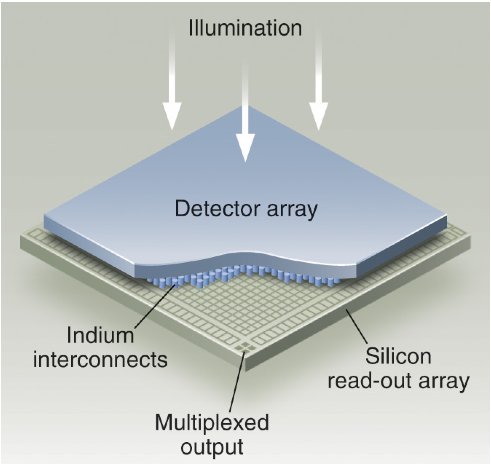 Illumination
Detector array
Indium
interconnects
Silicon
read-out array
Multiplexed
output